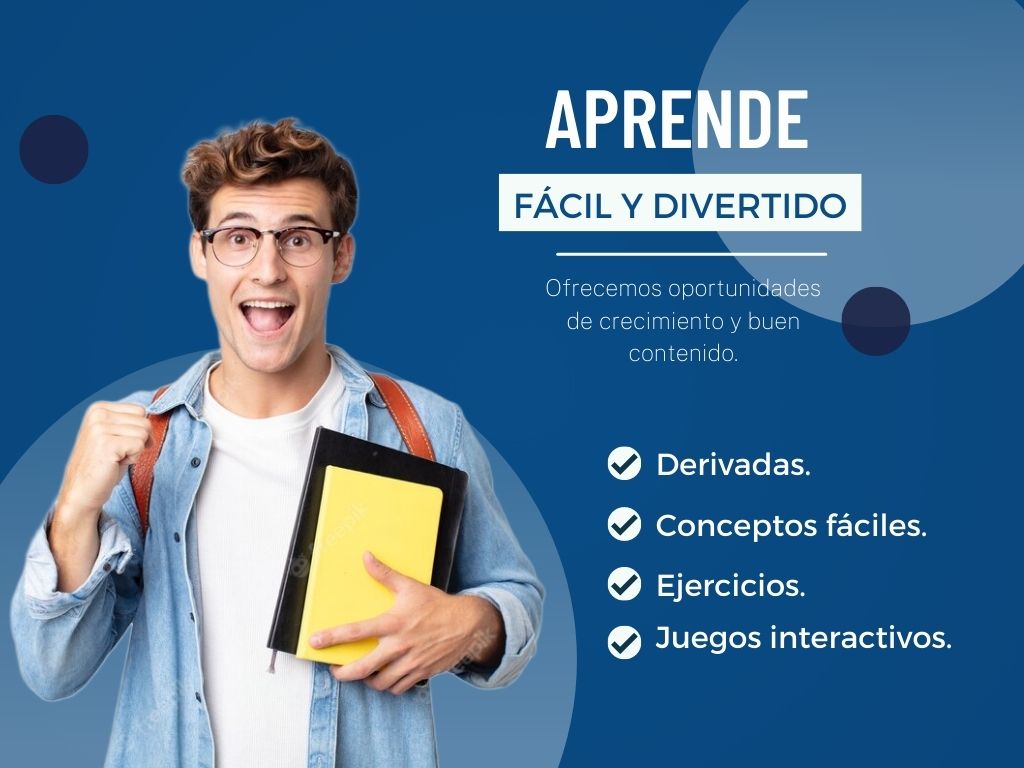 APRENDE
FÁCIL Y DIVERTIDO
Ofrecemos oportunidades
de crecimiento y buen
contenido.
Derivadas.
Conceptos fáciles.
Ejercicios.
Juegos interactivos.